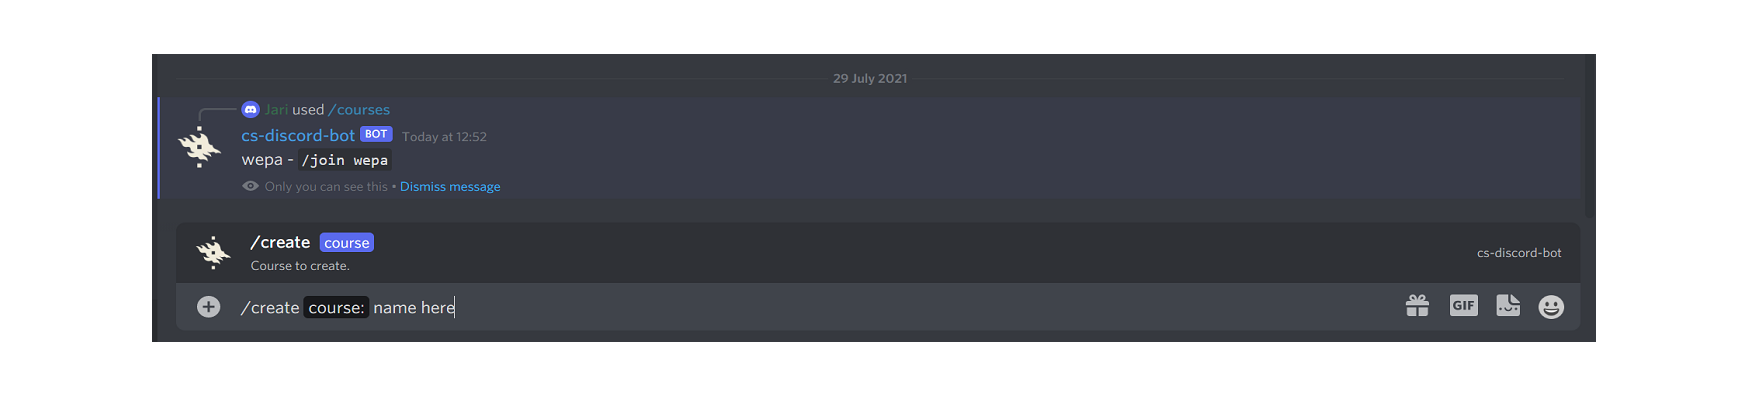 29 July 2021
Jari used /courses
cs-discord-bot BOT Today at 12:52
wepa - /join wepa
Only you can see this • Dismiss message
/create course
Course to create.
cs-discord-bot
/create course: name here
GIF